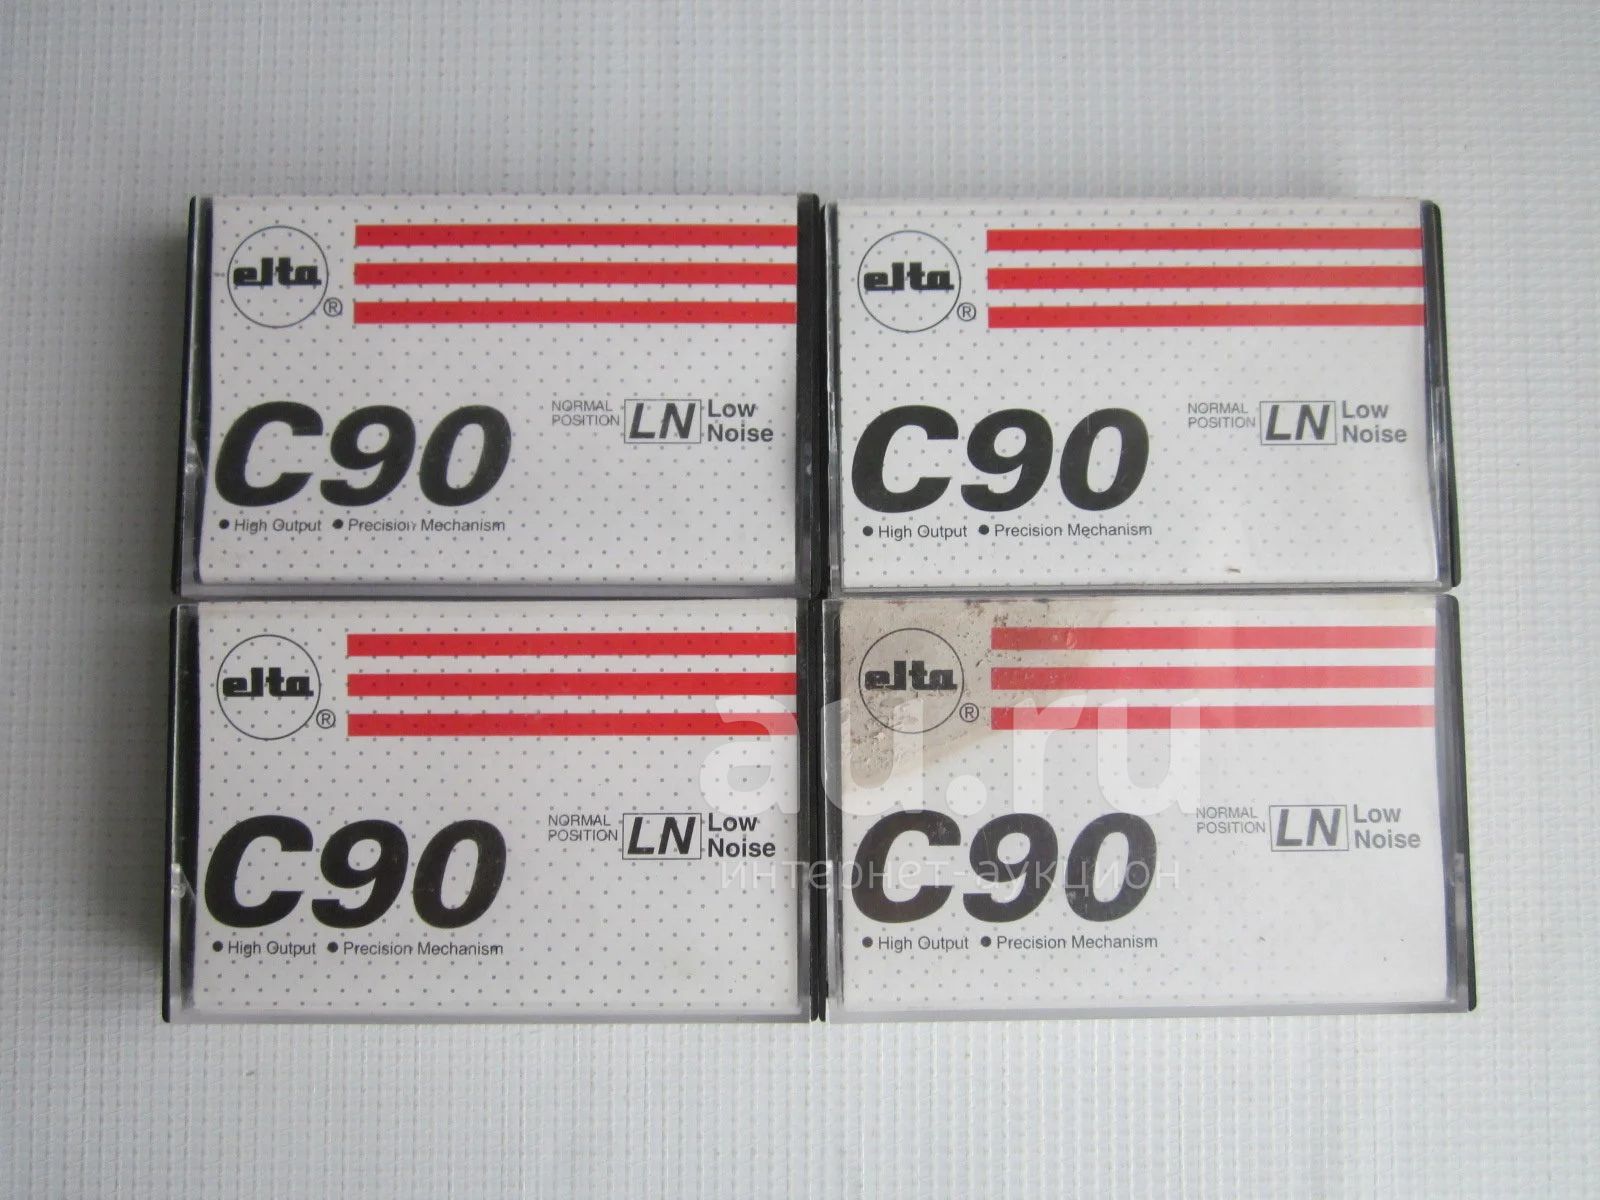 elta
®
C90
NORMAL POSITION LN Low Noise
● High Output ● Precision Mechanism
elta
®
C90
NORMAL POSITION LN Low Noise
● High Output ● Precision Mechanism
elta
®
C90
NORMAL POSITION LN Low Noise
● High Output ● Precision Mechanism
elta
®
C90
NORMAL POSITION LN Low Noise
● High Output ● Precision Mechanism
au.ru
интернет-аукцион